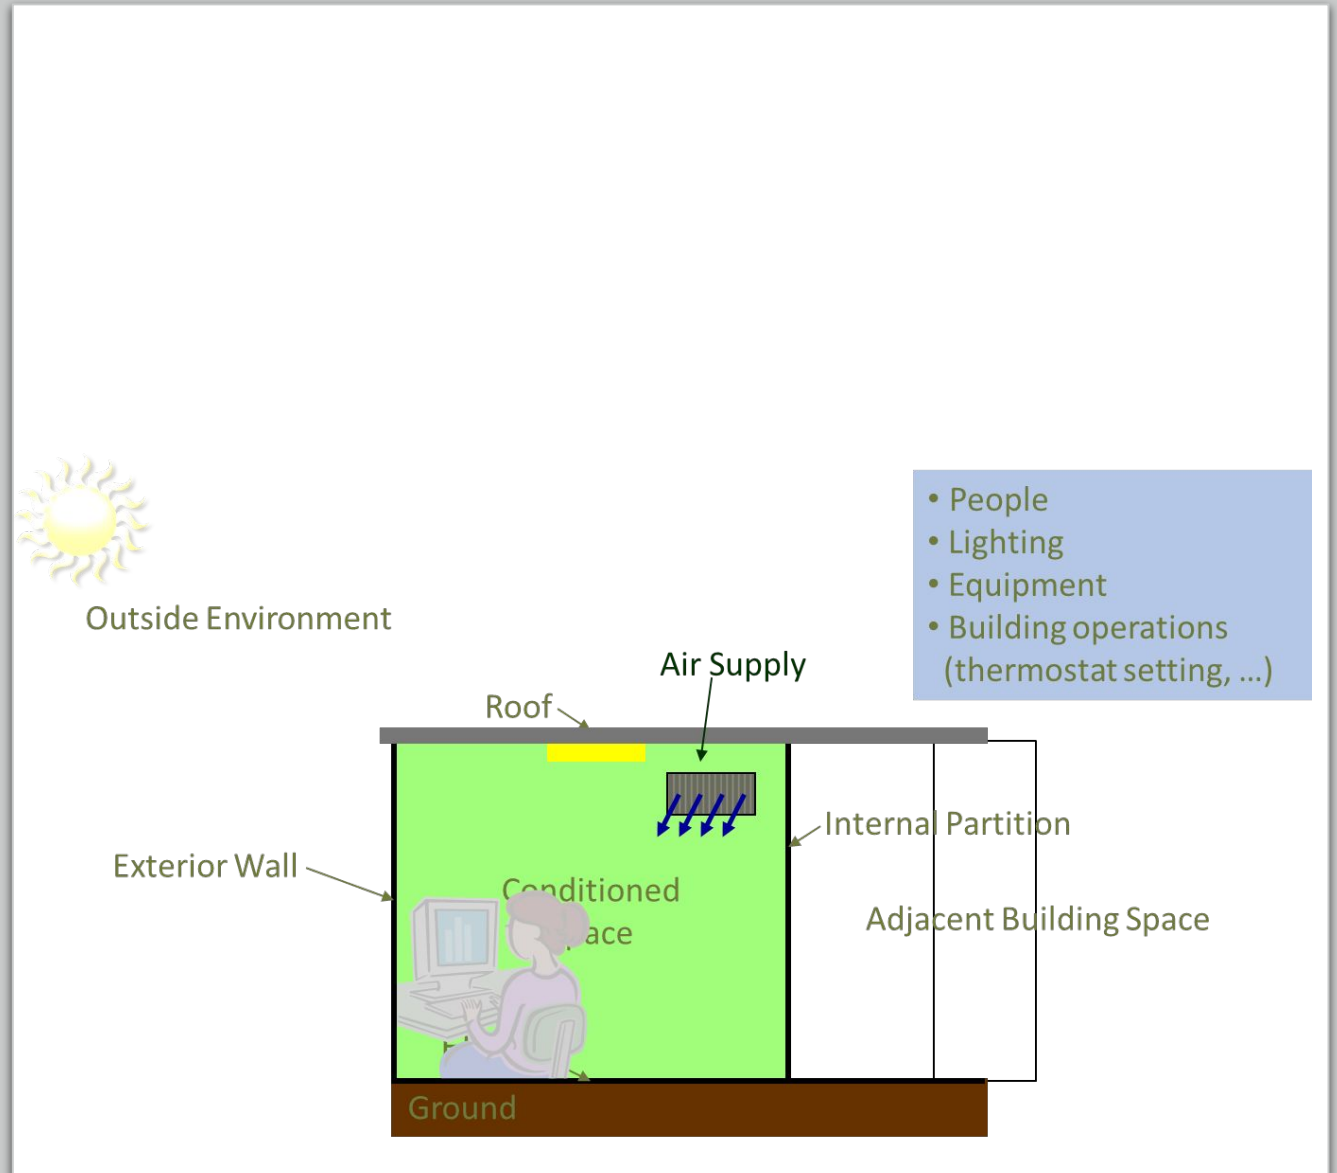 • People
• Lighting
• Equipment
• Building operations
(thermostat setting, ...)
Outside Environment
Air Supply
Roof
Internal Partition
Exterior Wall
Conditioned
Adjacent Building Space
Ground